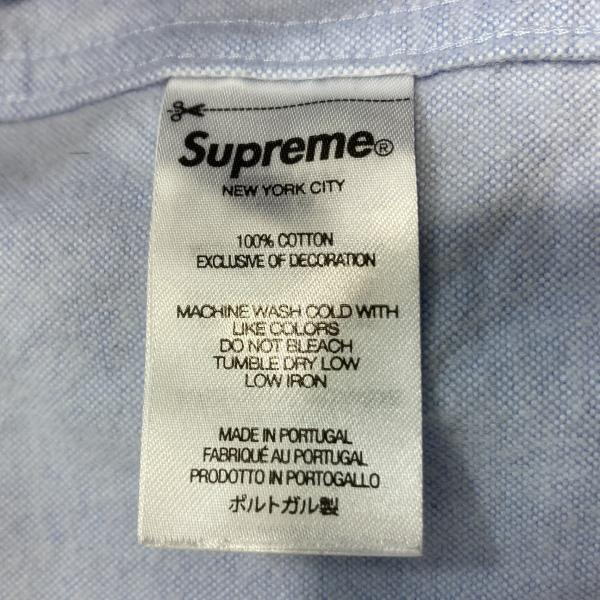 Supreme®
NEW YORK CITY
100% COTTON
EXCLUSIVE OF DECORATION
MACHINE WASH COLD WITH
LIKE COLORS
DO NOT BLEACH
TUMBLE DRY LOW
LOW IRON
MADE IN PORTUGAL
FABRIQUÉ AU PORTUGAL
PRODOTTO IN PORTOGALLO
ポルトガル製